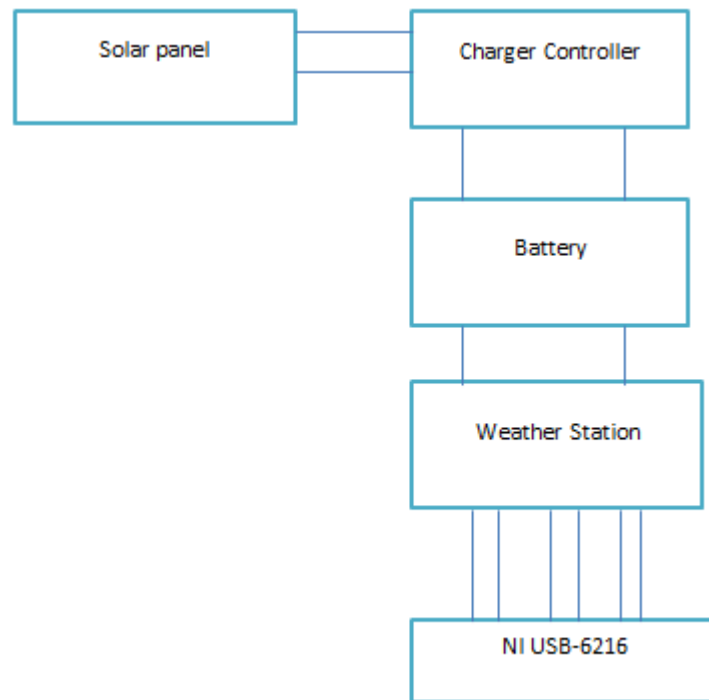 Solar panel
Charger Controller
Battery
Weather Station
NI USB-6216